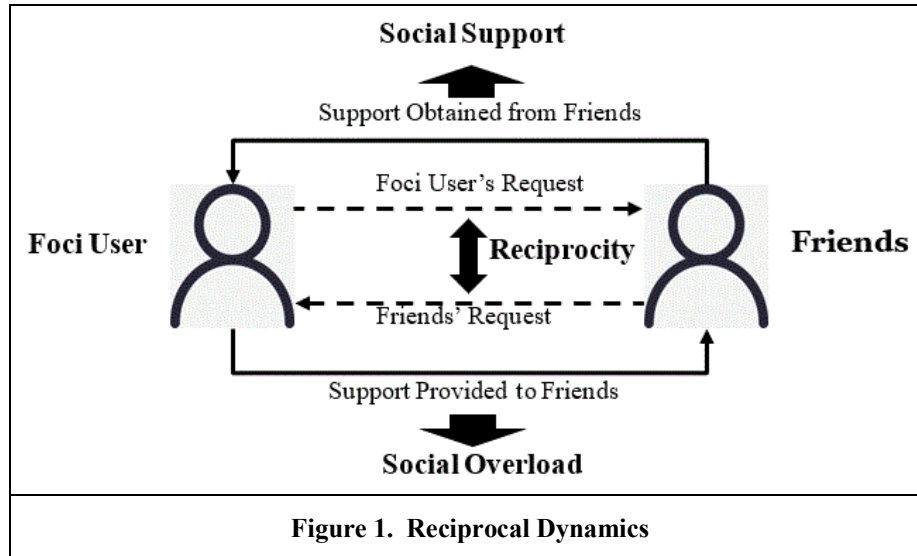 Social Support
Support Obtained from Friends
Foci User's Request
Foci User
Reciprocity
Friends
Friends' Request
Support Provided to Friends
Social Overload
Figure 1. Reciprocal Dynamics